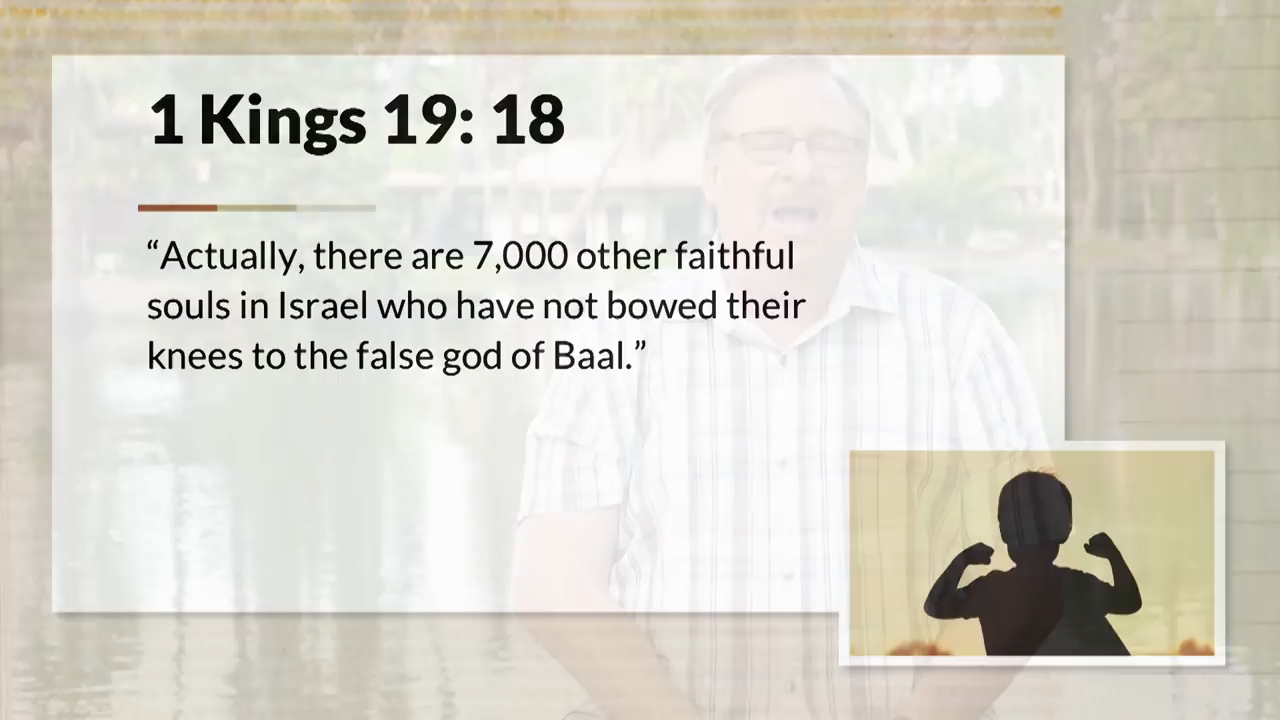 1 Kings 19: 18
“Actually, there are 7,000 other faithful
souls in Israel who have not bowed their
knees to the false god of Baal.”